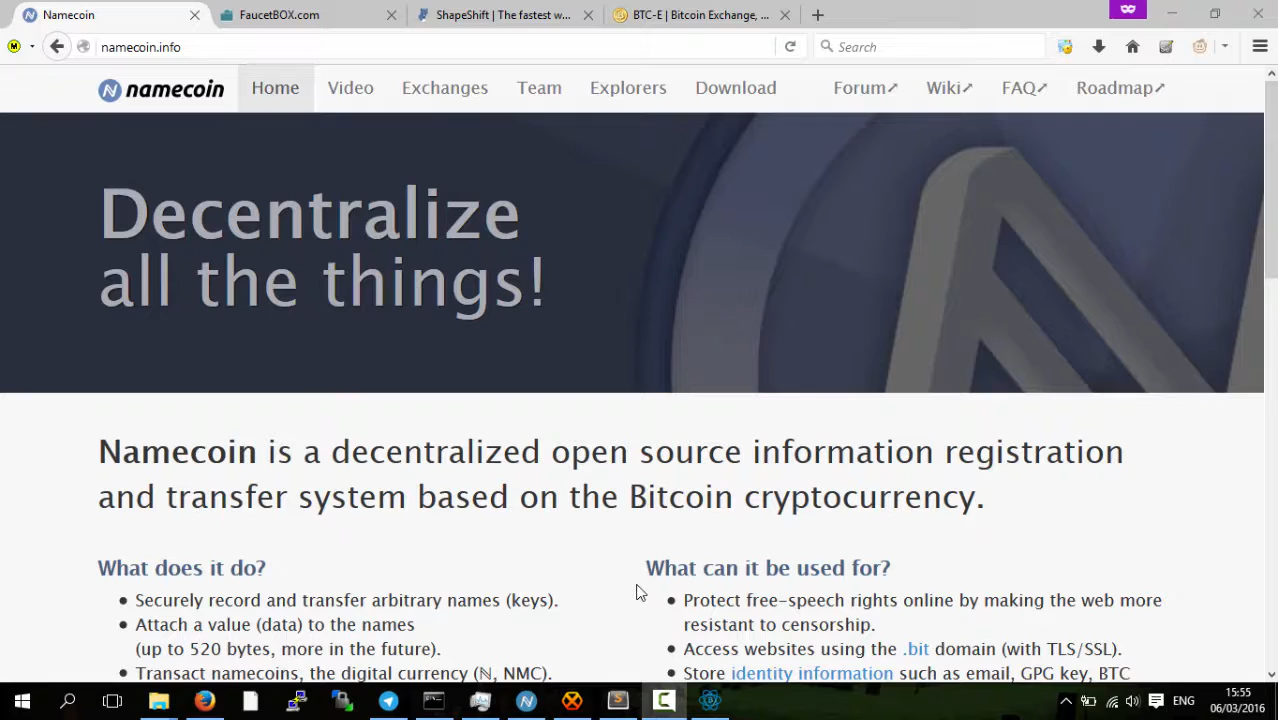 Namecoin
FaucetBOX.com
ShapeShift | The fastest w...
BTC-E | Bitcoin Exchange, ...
namecoin.info
Search
namecoin
Home
Video
Exchanges
Team
Explorers
Download
Forum↗
Wiki↗
FAQ↗
Roadmap↗
Decentralize
all the things!
Namecoin is a decentralized open source information registration
and transfer system based on the Bitcoin cryptocurrency.
What does it do?
• Securely record and transfer arbitrary names (keys).
• Attach a value (data) to the names
(up to 520 bytes, more in the future).
• Transact namecoins, the digital currency (ℕ, NMC).
What can it be used for?
• Protect free-speech rights online by making the web more
resistant to censorship.
• Access websites using the .bit domain (with TLS/SSL).
• Store identity information such as email, GPG key, BTC
ENG
15:55
06/03/2016